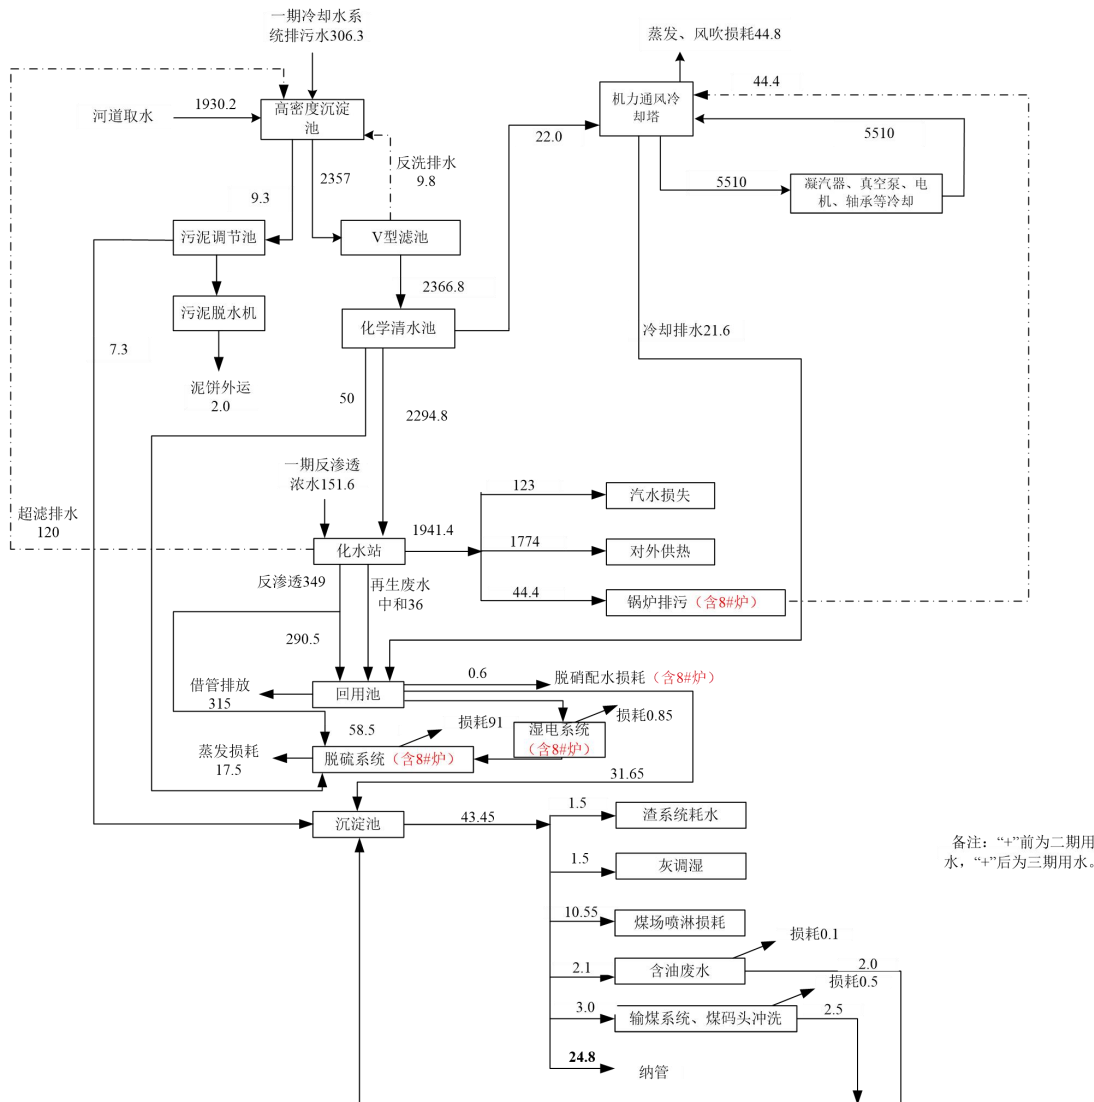 一期冷却水系
统排污水306.3
蒸发、风吹损耗44.8
44.4
河道取水
1930.2
高密度沉淀
池
机力通风冷
却塔
22.0
5510
反洗排水
9.8
2357
9.3
5510
凝汽器、真空泵、电
机、轴承等冷却
污泥调节池
V型滤池
2366.8
污泥脱水机
化学清水池
冷却排水21.6
7.3
泥饼外运
2.0
50
2294.8
一期反渗透
浓水151.6
超滤排水
120
化水站
1941.4
123
汽水损失
1774
对外供热
44.4
锅炉排污（含8#炉）
反渗透349
再生废水
中和36
290.5
借管排放
315
回用池
0.6
脱硝配水损耗（含8#炉）
58.5
损耗91
湿电系统
（含8#炉）
损耗0.85
蒸发损耗
17.5
脱硫系统（含8#炉）
31.65
沉淀池
43.45
1.5
渣系统耗水
1.5
灰调湿
10.55
煤场喷淋损耗
损耗0.1
2.1
含油废水
2.0
损耗0.5
3.0
输煤系统、煤码头冲洗
2.5
24.8
纳管
备注：“+”前为二期用
水，“+”后为三期用水。